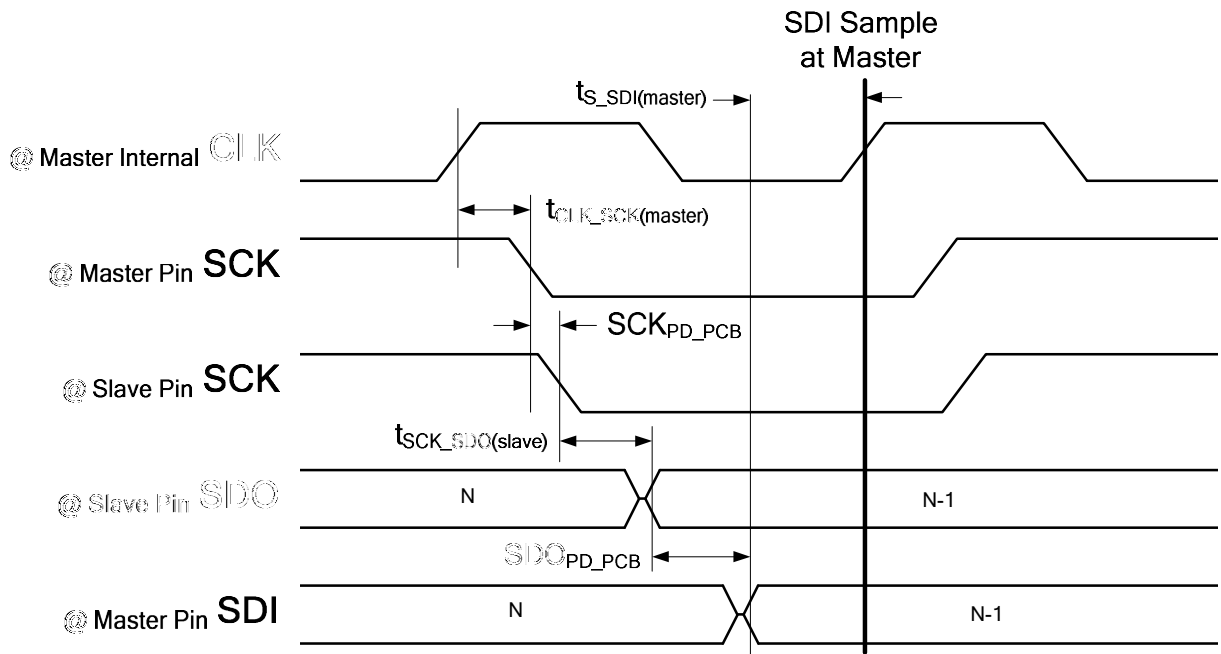 SDI Sample
at Master
tS_SDI(master)
@ Master Internal CLK
tCLK_SCK(master)
@ Master Pin SCK
SCKPD_PCB
@ Slave Pin SCK
tSCK_SDO(slave)
@ Slave Pin SDO
N
N-1
SDOPD_PCB
@ Master Pin SDI
N
N-1